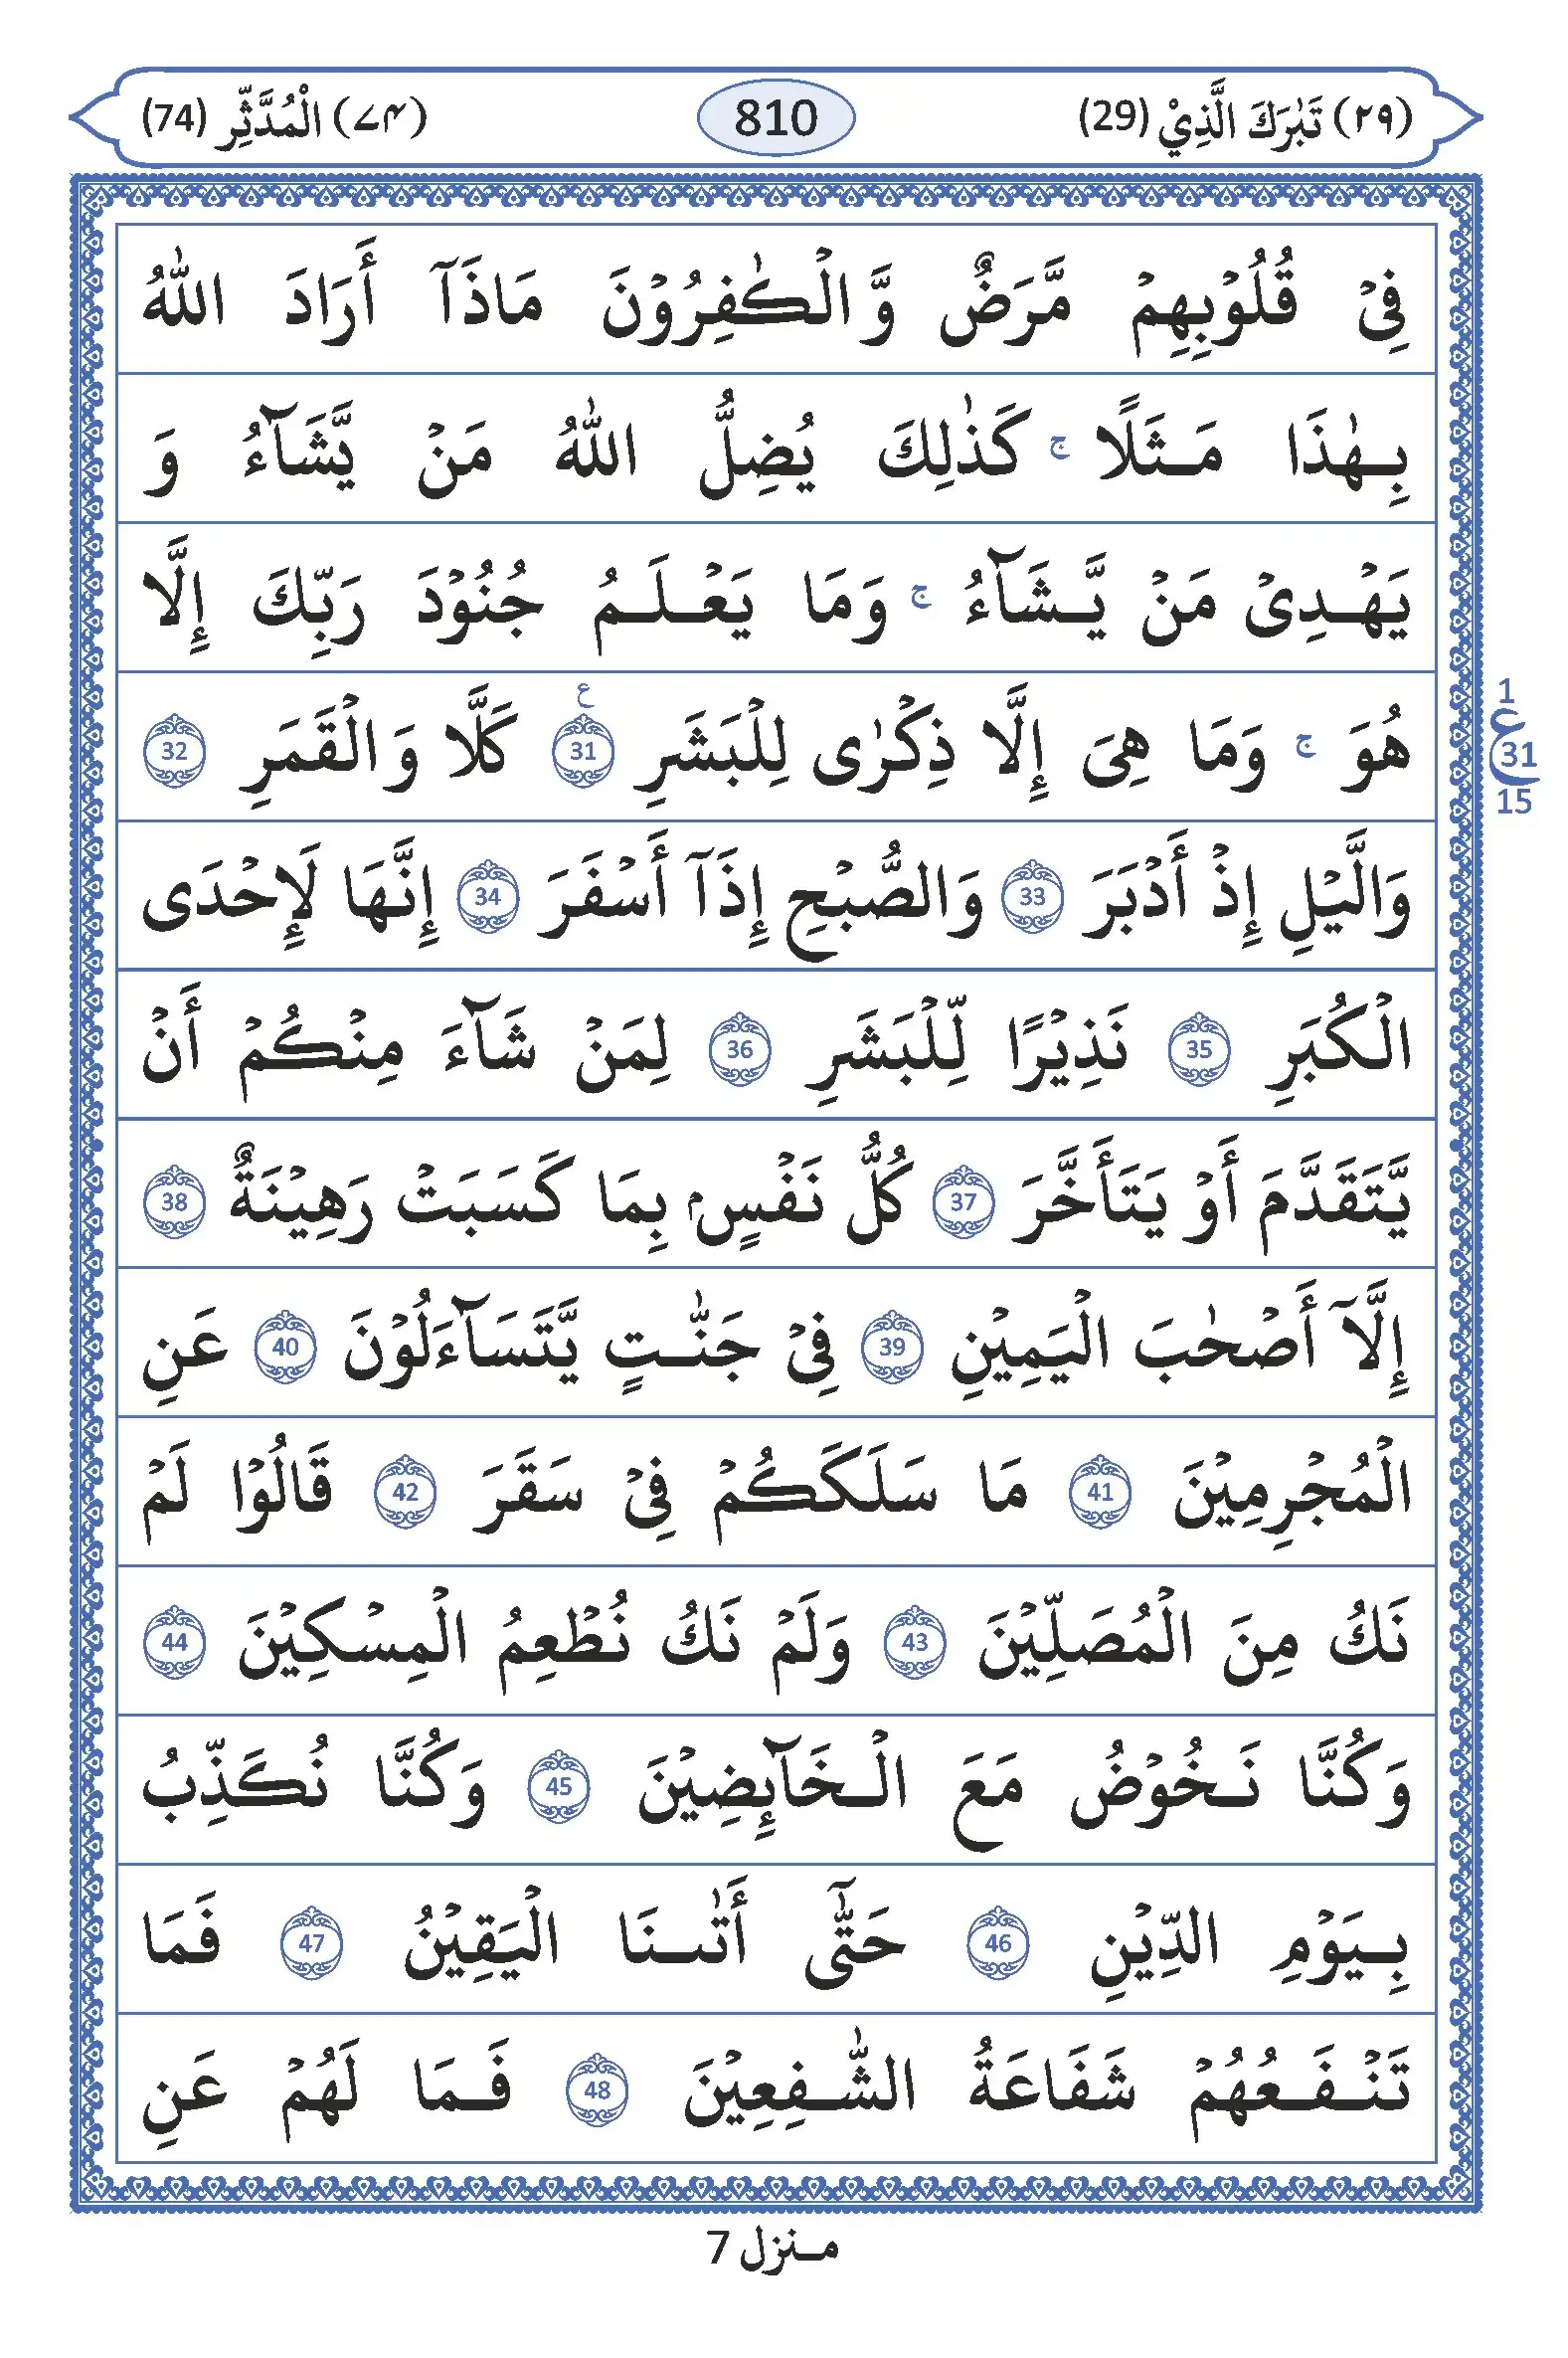 (٢٩) تَبٰرَكَ الَّذِيْ (29) 810 (٧٤) الْمُدَّثِّر (74)
فِيْ قُلُوْبِهِمْ مَّرَضٌ وَّ الْكٰفِرُوْنَ مَاذَآ أَرَادَ اللّٰهُ
بِهٰذَا مَثَلًا ج كَذٰلِكَ يُضِلُّ اللّٰهُ مَنْ يَّشَآءُ وَ
يَهْدِيْ مَنْ يَّشَآءُ ج وَمَا يَعْلَمُ جُنُوْدَ رَبِّكَ إِلَّا
هُوَ ج وَمَا هِيَ إِلَّا ذِكْرٰى لِلْبَشَرِ 31 ع كَلَّا وَالْقَمَرِ 32
1 ع 31 15
وَالَّيْلِ إِذْ أَدْبَرَ 33 وَالصُّبْحِ إِذَآ أَسْفَرَ 34 إِنَّهَا لَإِحْدَى
الْكُبَرِ 35 نَذِيْرًا لِّلْبَشَرِ 36 لِمَنْ شَآءَ مِنْكُمْ أَنْ
يَّتَقَدَّمَ أَوْ يَتَأَخَّرَ 37 كُلُّ نَفْسٍۭ بِمَا كَسَبَتْ رَهِيْنَةٌ 38
إِلَّآ أَصْحٰبَ الْيَمِيْنِ 39 فِيْ جَنّٰتٍ يَّتَسَآءَلُوْنَ 40 عَنِ
الْمُجْرِمِيْنَ 41 مَا سَلَكَكُمْ فِيْ سَقَرَ 42 قَالُوْا لَمْ
نَكُ مِنَ الْمُصَلِّيْنَ 43 وَلَمْ نَكُ نُطْعِمُ الْمِسْكِيْنَ 44
وَكُنَّا نَخُوْضُ مَعَ الْخَآئِضِيْنَ 45 وَكُنَّا نُكَذِّبُ
بِيَوْمِ الدِّيْنِ 46 حَتّٰٓى أَتٰىنَا الْيَقِيْنُ 47 فَمَا
تَنْفَعُهُمْ شَفَاعَةُ الشّٰفِعِيْنَ 48 فَمَا لَهُمْ عَنِ
منزل 7